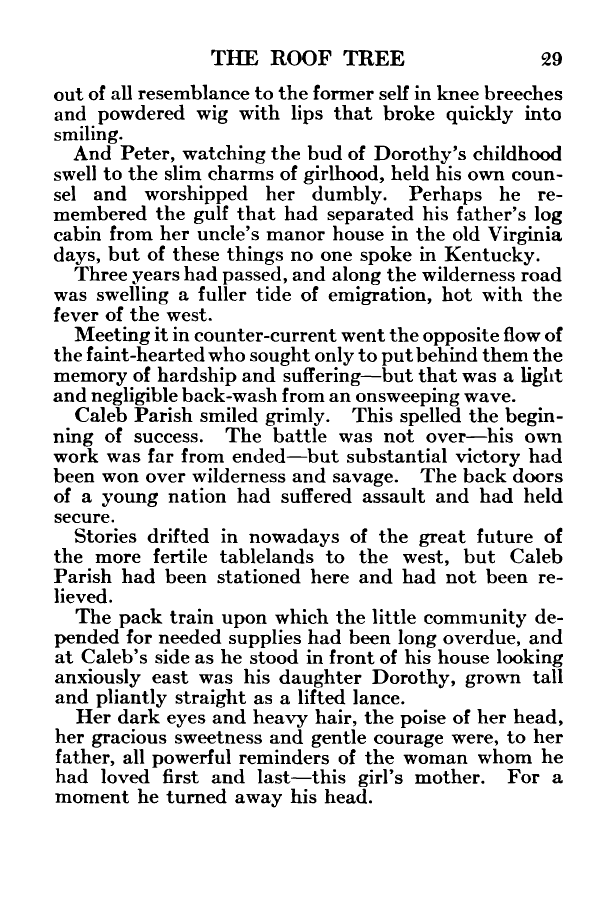 THE ROOF TREE 29
out of all resemblance to the former self in knee breeches
and powdered wig with lips that broke quickly into
smiling.
And Peter, watching the bud of Dorothy's childhood
swell to the slim charms of girlhood, held his own coun-
sel and worshipped her dumbly. Perhaps he re-
membered the gulf that had separated his father's log
cabin from her uncle's manor house in the old Virginia
days, but of these things no one spoke in Kentucky.
Three years had passed, and along the wilderness road
was swelling a fuller tide of emigration, hot with the
fever of the west.
Meeting it in counter-current went the opposite flow of
the faint-hearted who sought only to put behind them the
memory of hardship and suffering—but that was a light
and negligible back-wash from an onsweeping wave.
Caleb Parish smiled grimly. This spelled the begin-
ning of success. The battle was not over—his own
work was far from ended—but substantial victory had
been won over wilderness and savage. The back doors
of a young nation had suffered assault and had held
secure.
Stories drifted in nowadays of the great future of
the more fertile tablelands to the west, but Caleb
Parish had been stationed here and had not been re-
lieved.
The pack train upon which the little community de-
pended for needed supplies had been long overdue, and
at Caleb's side as he stood in front of his house looking
anxiously east was his daughter Dorothy, grown tall
and pliantly straight as a lifted lance.
Her dark eyes and heavy hair, the poise of her head,
her gracious sweetness and gentle courage were, to her
father, all powerful reminders of the woman whom he
had loved first and last—this girl's mother. For a
moment he turned away his head.